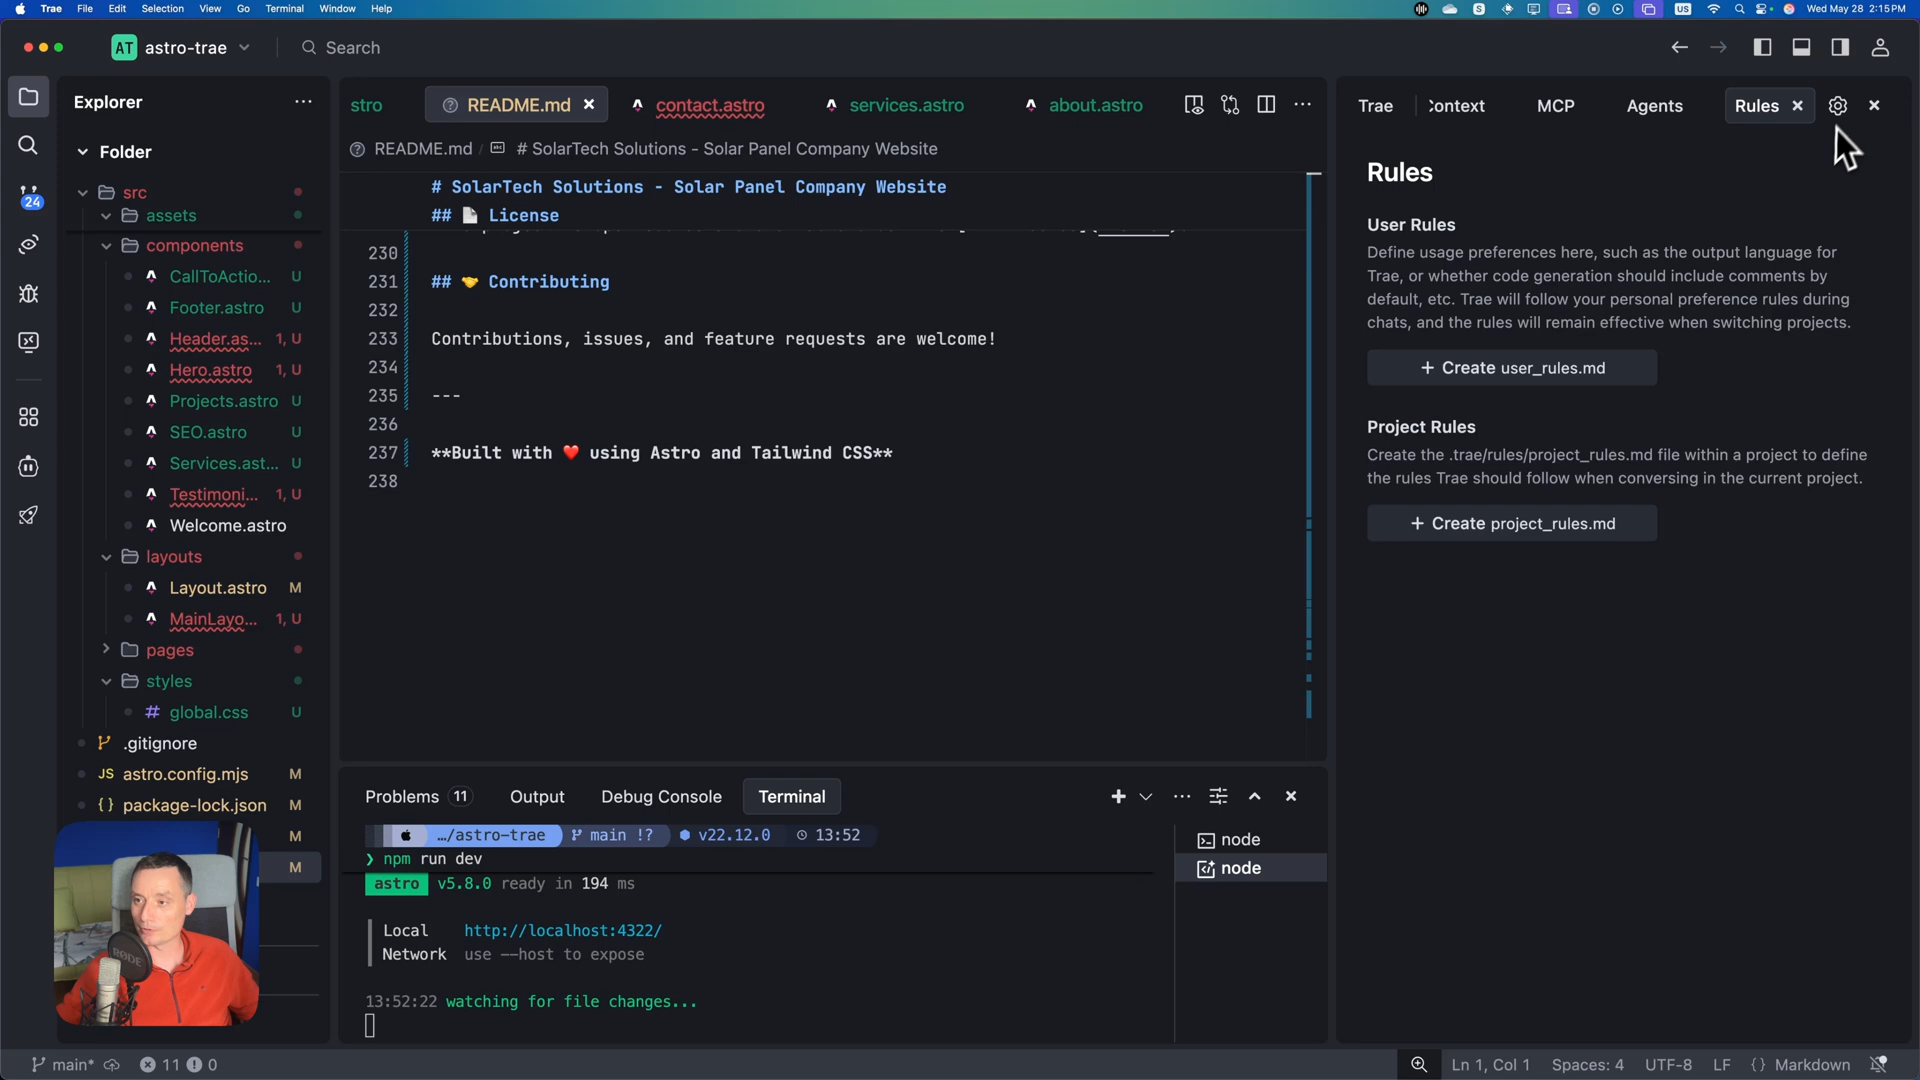 Trae File Edit Selection View Go Terminal Window Help
S
US
Wed May 28 2:15 PM
AT astro-trae
Search
Explorer
24
Folder
src
assets
components
CallToActio... U
Footer.astro U
Header.as... 1, U
Hero.astro 1, U
Projects.astro U
SEO.astro U
Services.ast... U
Testimoni... 1, U
Welcome.astro
layouts
Layout.astro M
MainLayo... 1, U
pages
styles
# global.css U
.gitignore
JS astro.config.mjs M
{} package-lock.json M
M
M
RØDE
stro
README.md
contact.astro
services.astro
about.astro
README.md # SolarTech Solutions - Solar Panel Company Website
# SolarTech Solutions - Solar Panel Company Website
## 📄 License
230
231 ## 🤝 Contributing
232
233 Contributions, issues, and feature requests are welcome!
234
235 ---
236
237 **Built with ❤️ using Astro and Tailwind CSS**
238
Problems 11 Output Debug Console Terminal
…/astro-trae main !? v22.12.0 13:52
❯ npm run dev
astro v5.8.0 ready in 194 ms
Local http://localhost:4322/
Network use --host to expose
13:52:22 watching for file changes...
node
node
Trae
Context
MCP
Agents
Rules
Rules
User Rules
Define usage preferences here, such as the output language for
Trae, or whether code generation should include comments by
default, etc. Trae will follow your personal preference rules during
chats, and the rules will remain effective when switching projects.
+ Create user_rules.md
Project Rules
Create the .trae/rules/project_rules.md file within a project to define
the rules Trae should follow when conversing in the current project.
+ Create project_rules.md
main* 11 0
Ln 1, Col 1 Spaces: 4 UTF-8 LF {} Markdown